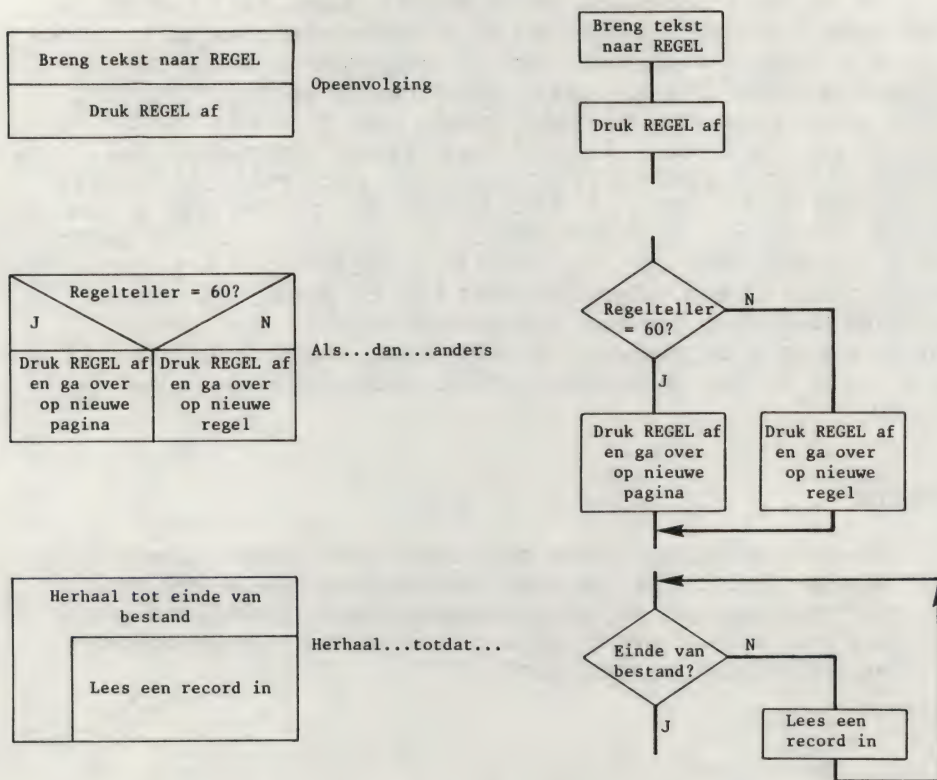 Breng tekst naar REGEL
Druk REGEL af
Opeenvolging
Breng tekst
naar REGEL
Druk REGEL af
Regelteller = 60?
J
N
Druk REGEL af
en ga over
op nieuwe
pagina
Druk REGEL af
en ga over
op nieuwe
regel
Als...dan...anders
Regelteller
= 60?
N
J
Druk REGEL af
en ga over
op nieuwe
pagina
Druk REGEL af
en ga over
op nieuwe
regel
Herhaal tot einde van
bestand
Lees een record in
Herhaal...totdat...
Einde van
bestand?
N
J
Lees een
record in